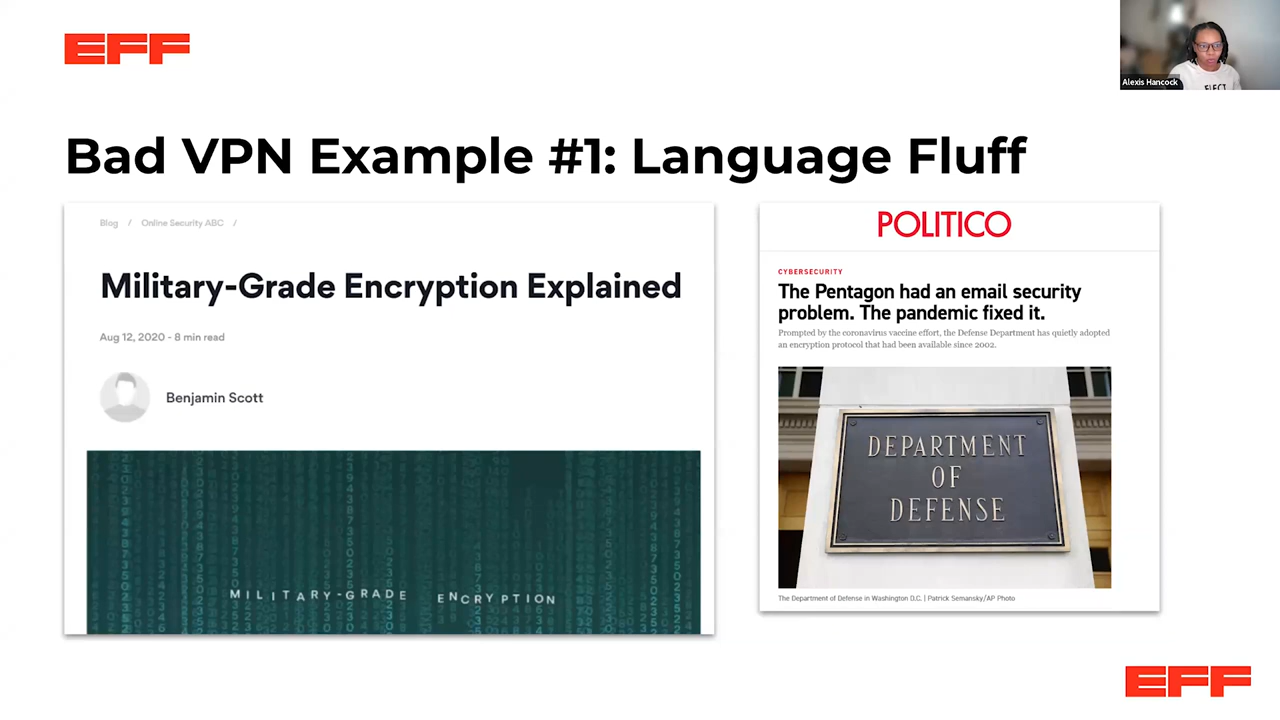 EFF
Alexis Hancock
ELECT
Bad VPN Example #1: Language Fluff
Blog / Online Security ABC /
Military-Grade Encryption Explained
Aug 12, 2020 - 8 min read
Benjamin Scott
MILITARY-GRADE ENCRYPTION
POLITICO
CYBERSECURITY
The Pentagon had an email security
problem. The pandemic fixed it.
Prompted by the coronavirus vaccine effort, the Defense Department has quietly adopted
an encryption protocol that had been available since 2002.
DEPARTMENT
OF
DEFENSE
The Department of Defense in Washington D.C. | Patrick Semansky/AP Photo
EFF